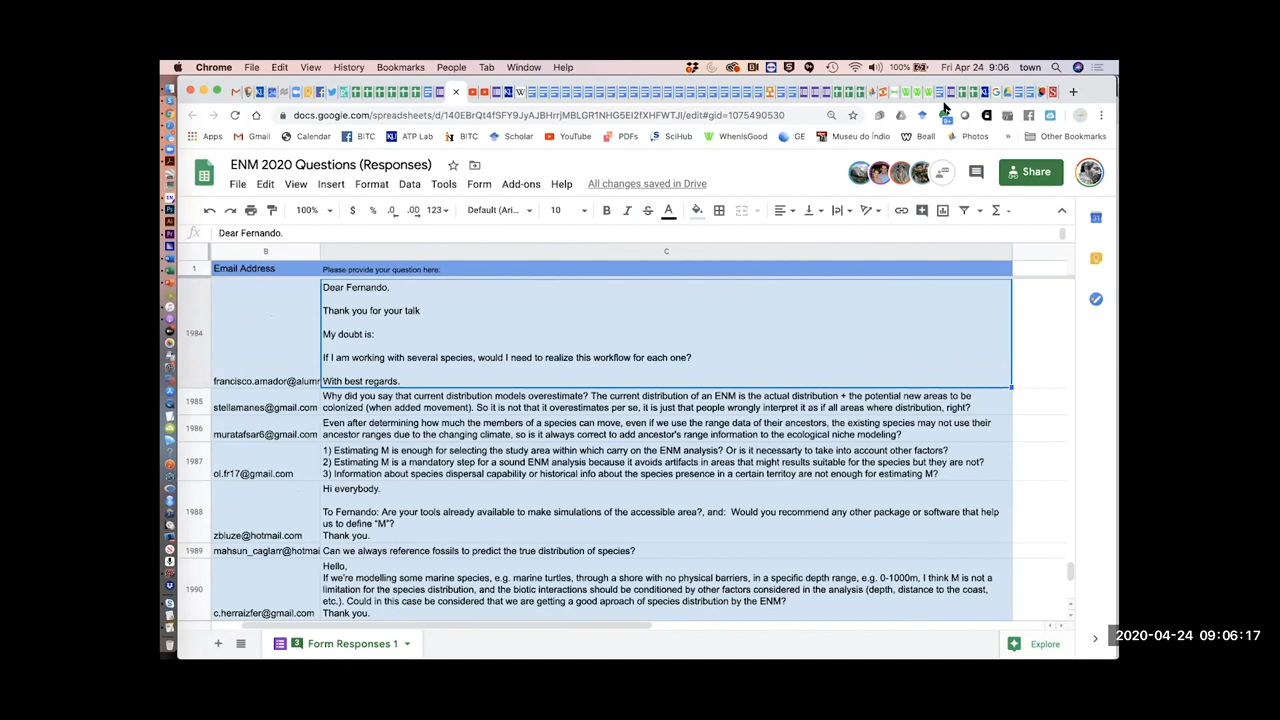 Chrome File Edit View History Bookmarks People Tab Window Help 100% Fri Apr 24 9:06 town
docs.google.com/spreadsheets/d/140EBrQt4fSFY9JyAJBHrrjMBLGR1NHG5EI2fXHFWTJI/edit#gid=1075490530
Apps Gmail Calendar BITC ATP Lab BITC Scholar YouTube PDFs SciHub WhenIsGood GE Museu do Índio Beall Photos Other Bookmarks
ENM 2020 Questions (Responses)
Share
File Edit View Insert Format Data Tools Form Add-ons Help All changes saved in Drive
100% $ % .0 .00 123 Default (Ari... 10 B I S A
fx Dear Fernando.
B C
1 Email Address Please provide your question here:
Dear Fernando.
Thank you for your talk
1984 My doubt is:
If I am working with several species, would I need to realize this workflow for each one?
francisco.amador@alumr With best regards.
Why did you say that current distribution models overestimate? The current distribution of an ENM is the actual distribution + the potential new areas to be
1985 stellamanes@gmail.com colonized (when added movement). So it is not that it overestimates per se, it is just that people wrongly interpret it as if all areas where distribution, right?
Even after determining how much the members of a species can move, even if we use the range data of their ancestors, the existing species may not use their
1986 muratafsar6@gmail.com ancestor ranges due to the changing climate, so is it always correct to add ancestor's range information to the ecological niche modeling?
1) Estimating M is enough for selecting the study area within which carry on the ENM analysis? Or is it necessarty to take into account other factors?
1987 2) Estimating M is a mandatory step for a sound ENM analysis because it avoids artifacts in areas that might results suitable for the species but they are not?
ol.fr17@gmail.com 3) Information about species dispersal capability or historical info about the species presence in a certain territoy are not enough for estimating M?
Hi everybody.
1988 To Fernando: Are your tools already available to make simulations of the accessible area?, and: Would you recommend any other package or software that help
us to define “M”?
zbluze@hotmail.com Thank you.
1989 mahsun_caglarr@hotmai Can we always reference fossils to predict the true distribution of species?
Hello,
If we're modelling some marine species, e.g. marine turtles, through a shore with no physical barriers, in a specific depth range, e.g. 0-1000m, I think M is not a
1990 limitation for the species distribution, and the biotic interactions should be conditioned by other factors considered in the analysis (depth, distance to the coast,
etc.). Could in this case be considered that we are getting a good aproach of species distribution by the ENM?
c.herraizfer@gmail.com Thank you.
3 Form Responses 1 Explore
2020-04-24 09:06:17